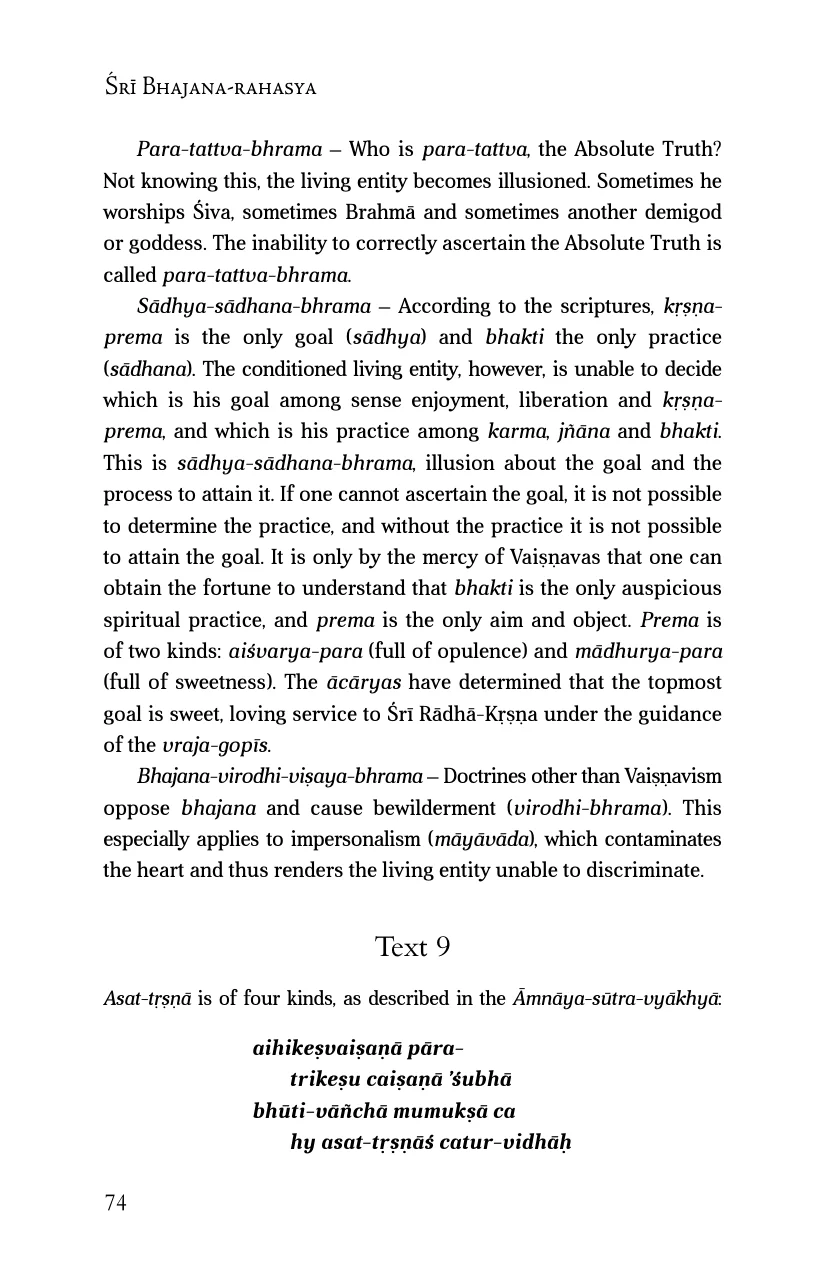 Śrī Bhajana-rahasya
Para-tattva-bhrama – Who is para-tattva, the Absolute Truth?
Not knowing this, the living entity becomes illusioned. Sometimes he
worships Śiva, sometimes Brahmā and sometimes another demigod
or goddess. The inability to correctly ascertain the Absolute Truth is
called para-tattva-bhrama.
Sādhya-sādhana-bhrama – According to the scriptures, kṛṣṇa-
prema is the only goal (sādhya) and bhakti the only practice
(sādhana). The conditioned living entity, however, is unable to decide
which is his goal among sense enjoyment, liberation and kṛṣṇa-
prema, and which is his practice among karma, jñāna and bhakti.
This is sādhya-sādhana-bhrama, illusion about the goal and the
process to attain it. If one cannot ascertain the goal, it is not possible
to determine the practice, and without the practice it is not possible
to attain the goal. It is only by the mercy of Vaiṣṇavas that one can
obtain the fortune to understand that bhakti is the only auspicious
spiritual practice, and prema is the only aim and object. Prema is
of two kinds: aiśvarya-para (full of opulence) and mādhurya-para
(full of sweetness). The ācāryas have determined that the topmost
goal is sweet, loving service to Śrī Rādhā-Kṛṣṇa under the guidance
of the vraja-gopīs.
Bhajana-virodhi-viṣaya-bhrama – Doctrines other than Vaiṣṇavism
oppose bhajana and cause bewilderment (virodhi-bhrama). This
especially applies to impersonalism (māyāvāda), which contaminates
the heart and thus renders the living entity unable to discriminate.
Text 9
Asat-tṛṣṇā is of four kinds, as described in the Āmnāya-sūtra-vyākhyā:
aihikeṣvaiṣaṇā pāra-
trikeṣu caiṣaṇā ’śubhā
bhūti-vāñchā mumukṣā ca
hy asat-tṛṣṇāś catur-vidhāḥ
74